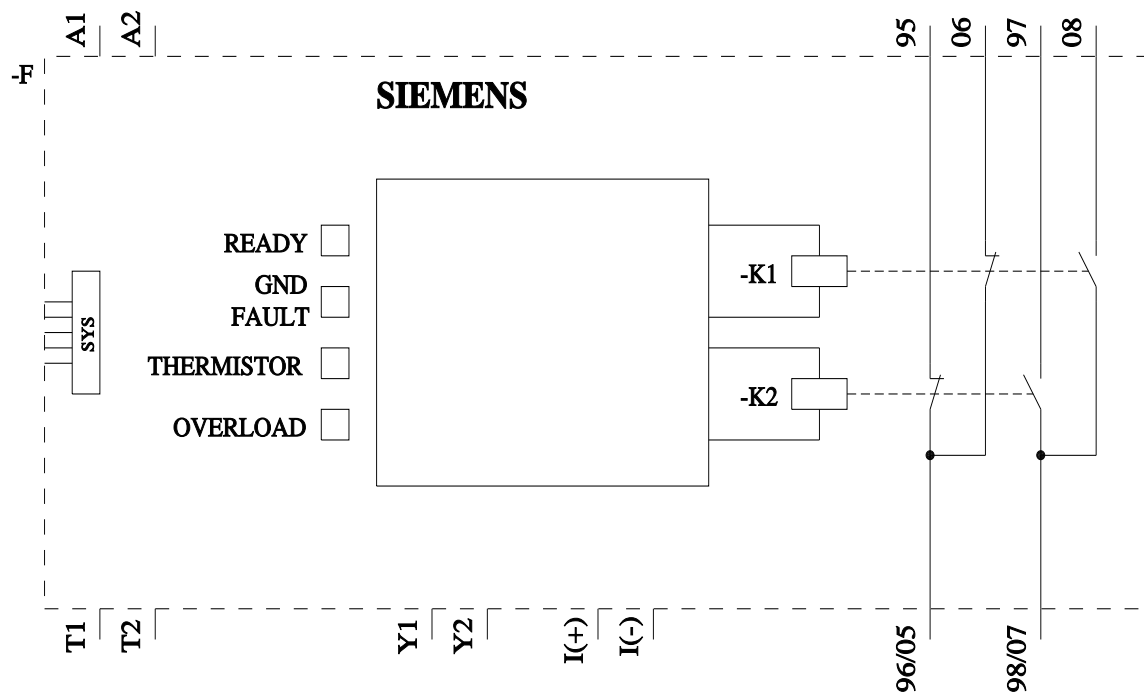 A1 A2 95 06 97 08
-F
SIEMENS
READY
GND
FAULT
-K1
SYS
THERMISTOR
-K2
OVERLOAD
T1 T2 Y1 Y2 I(+) I(-) 96/05 98/07